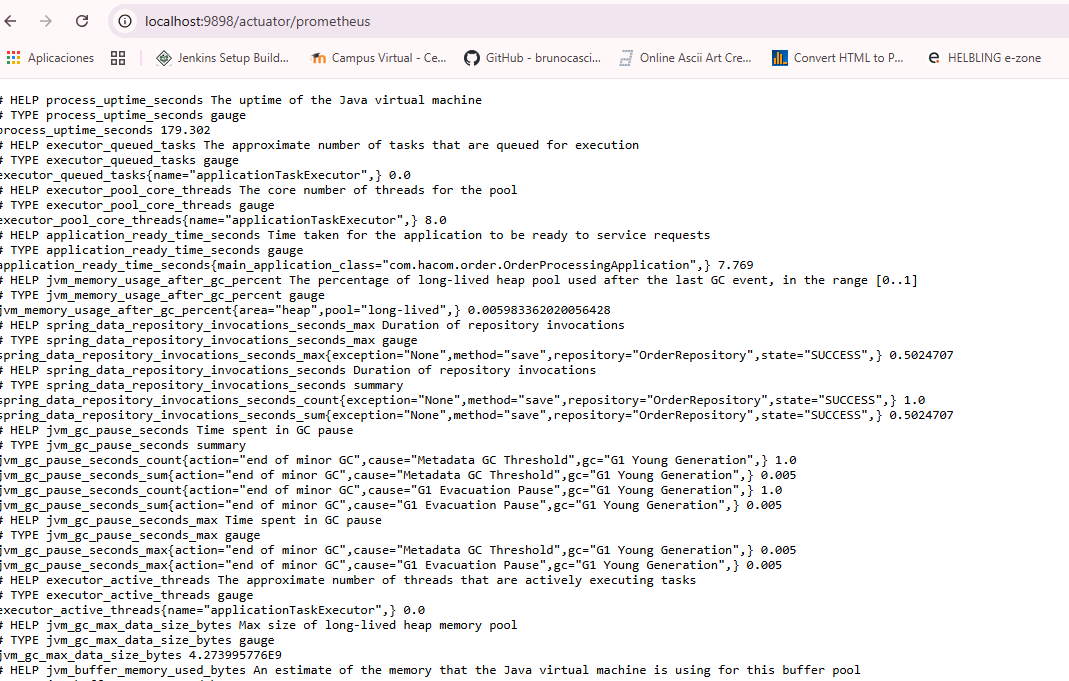 localhost:9898/actuator/prometheus
Aplicaciones
Jenkins Setup Build...
Campus Virtual - Ce...
GitHub - brunocasci...
Online Ascii Art Cre...
Convert HTML to P...
HELBLING e-zone
# HELP process_uptime_seconds The uptime of the Java virtual machine
# TYPE process_uptime_seconds gauge
process_uptime_seconds 179.302
# HELP executor_queued_tasks The approximate number of tasks that are queued for execution
# TYPE executor_queued_tasks gauge
executor_queued_tasks{name="applicationTaskExecutor",} 0.0
# HELP executor_pool_core_threads The core number of threads for the pool
# TYPE executor_pool_core_threads gauge
executor_pool_core_threads{name="applicationTaskExecutor",} 8.0
# HELP application_ready_time_seconds Time taken for the application to be ready to service requests
# TYPE application_ready_time_seconds gauge
application_ready_time_seconds{main_application_class="com.hacom.order.OrderProcessingApplication",} 7.769
# HELP jvm_memory_usage_after_gc_percent The percentage of long-lived heap pool used after the last GC event, in the range [0..1]
# TYPE jvm_memory_usage_after_gc_percent gauge
jvm_memory_usage_after_gc_percent{area="heap",pool="long-lived",} 0.005983362020056428
# HELP spring_data_repository_invocations_seconds_max Duration of repository invocations
# TYPE spring_data_repository_invocations_seconds_max gauge
spring_data_repository_invocations_seconds_max{exception="None",method="save",repository="OrderRepository",state="SUCCESS",} 0.5024707
# HELP spring_data_repository_invocations_seconds Duration of repository invocations
# TYPE spring_data_repository_invocations_seconds summary
spring_data_repository_invocations_seconds_count{exception="None",method="save",repository="OrderRepository",state="SUCCESS",} 1.0
spring_data_repository_invocations_seconds_sum{exception="None",method="save",repository="OrderRepository",state="SUCCESS",} 0.5024707
# HELP jvm_gc_pause_seconds Time spent in GC pause
# TYPE jvm_gc_pause_seconds summary
jvm_gc_pause_seconds_count{action="end of minor GC",cause="Metadata GC Threshold",gc="G1 Young Generation",} 1.0
jvm_gc_pause_seconds_sum{action="end of minor GC",cause="Metadata GC Threshold",gc="G1 Young Generation",} 0.005
jvm_gc_pause_seconds_count{action="end of minor GC",cause="G1 Evacuation Pause",gc="G1 Young Generation",} 1.0
jvm_gc_pause_seconds_sum{action="end of minor GC",cause="G1 Evacuation Pause",gc="G1 Young Generation",} 0.005
# HELP jvm_gc_pause_seconds_max Time spent in GC pause
# TYPE jvm_gc_pause_seconds_max gauge
jvm_gc_pause_seconds_max{action="end of minor GC",cause="Metadata GC Threshold",gc="G1 Young Generation",} 0.005
jvm_gc_pause_seconds_max{action="end of minor GC",cause="G1 Evacuation Pause",gc="G1 Young Generation",} 0.005
# HELP executor_active_threads The approximate number of threads that are actively executing tasks
# TYPE executor_active_threads gauge
executor_active_threads{name="applicationTaskExecutor",} 0.0
# HELP jvm_gc_max_data_size_bytes Max size of long-lived heap memory pool
# TYPE jvm_gc_max_data_size_bytes gauge
jvm_gc_max_data_size_bytes 4.273995776E9
# HELP jvm_buffer_memory_used_bytes An estimate of the memory that the Java virtual machine is using for this buffer pool